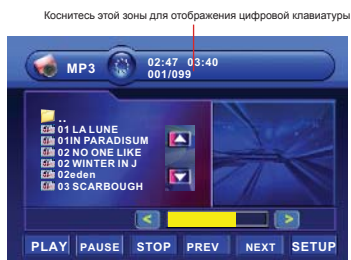 Коснитесь этой зоны для отображения цифровой клавиатуры
MP3
02:47 03:40
001/099
..
01 LA LUNE
01IN PARADISUM
02 NO ONE LIKE
02 WINTER IN J
02eden
03 SCARBOUGH
< >
PLAY PAUSE STOP PREV NEXT SETUP